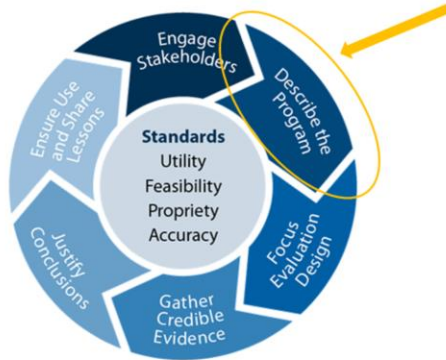 Engage
Stakeholders
Describe the
Program
Focus
Evaluation
Design
Gather
Credible
Evidence
Justify
Conclusions
Ensure Use
and Share
Lessons
Standards
Utility
Feasibility
Propriety
Accuracy